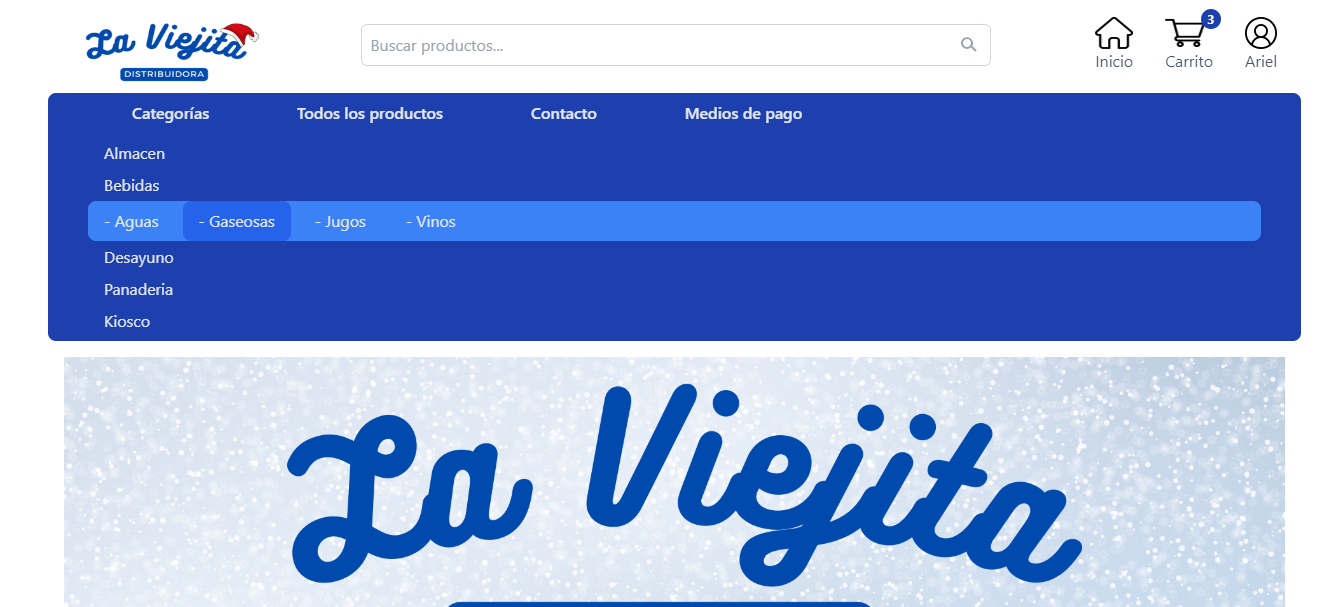 La Viejita
DISTRIBUIDORA
Buscar productos...
3
Inicio
Carrito
Ariel
Categorías
Todos los productos
Contacto
Medios de pago
Almacen
Bebidas
- Aguas
- Gaseosas
- Jugos
- Vinos
Desayuno
Panaderia
Kiosco
La Viejita